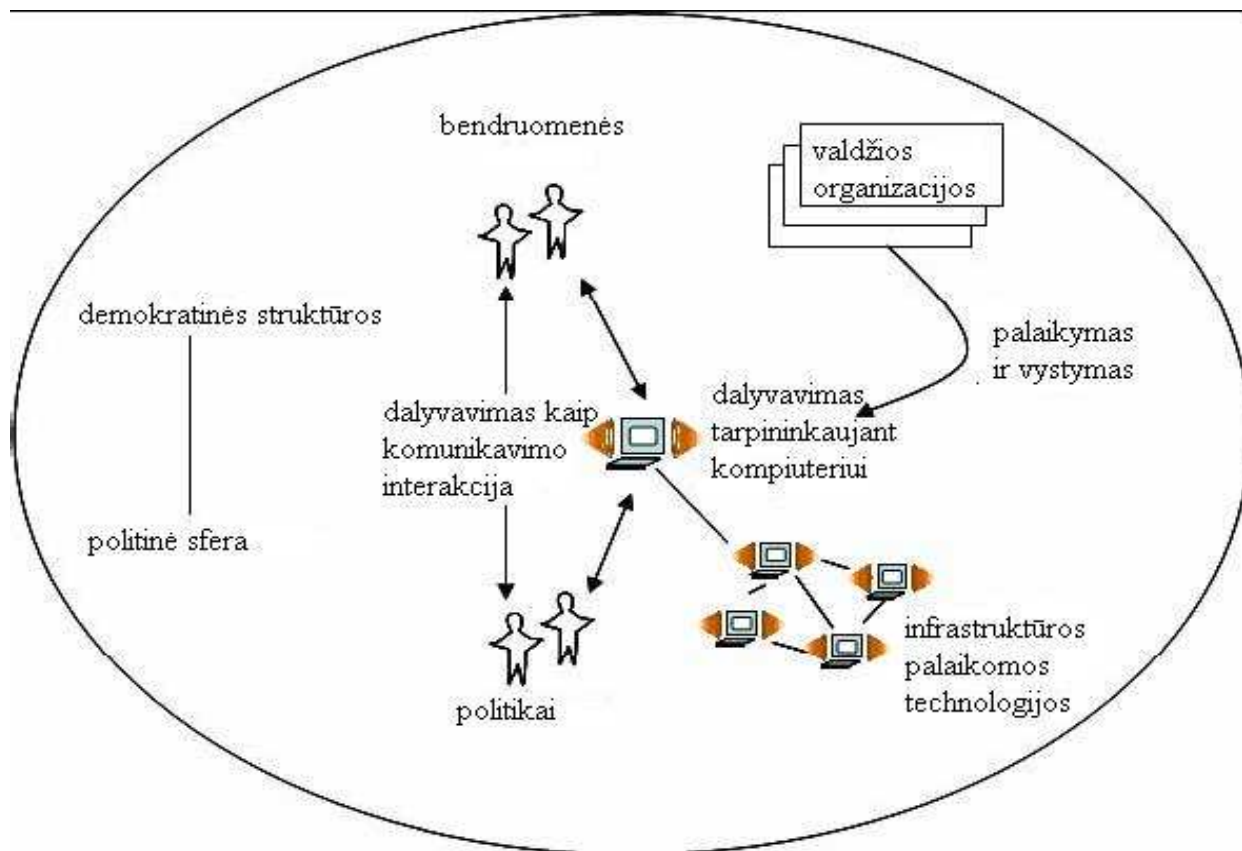 bendruomenės
valdžios
organizacijos
demokratinės struktūros
palaikymas
ir vystymas
dalyvavimas kaip
komunikavimo
interakcija
dalyvavimas
tarpininkaujant
kompiuteriui
politinė sfera
infrastruktūros
palaikomos
technologijos
politikai